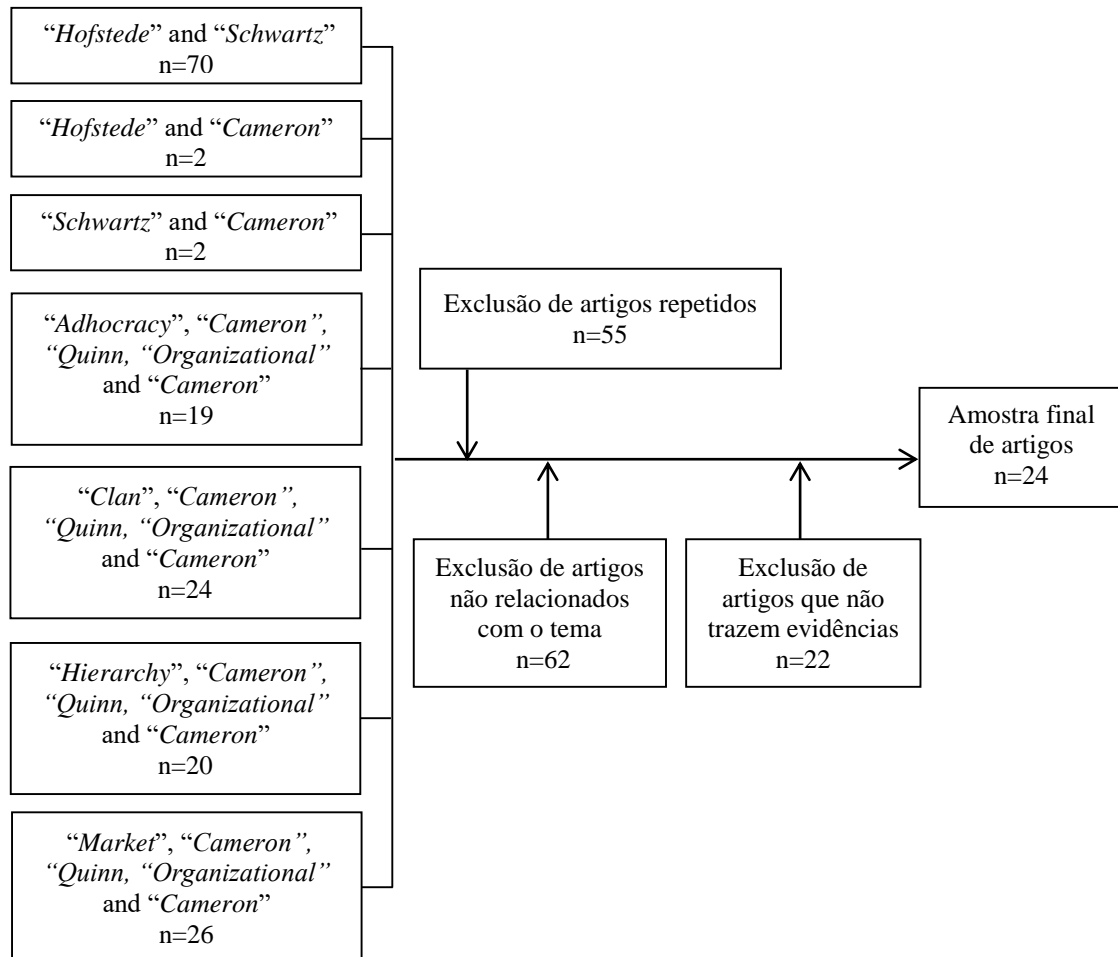 “Hofstede” and “Schwartz”
n=70
“Hofstede” and “Cameron”
n=2
“Schwartz” and “Cameron”
n=2
“Adhocracy”, “Cameron”,
“Quinn, “Organizational”
and “Cameron”
n=19
“Clan”, “Cameron”,
“Quinn, “Organizational”
and “Cameron”
n=24
“Hierarchy”, “Cameron”,
“Quinn, “Organizational”
and “Cameron”
n=20
“Market”, “Cameron”,
“Quinn, “Organizational”
and “Cameron”
n=26
Exclusão de artigos repetidos
n=55
Exclusão de artigos
não relacionados
com o tema
n=62
Exclusão de
artigos que não
trazem evidências
n=22
Amostra final
de artigos
n=24